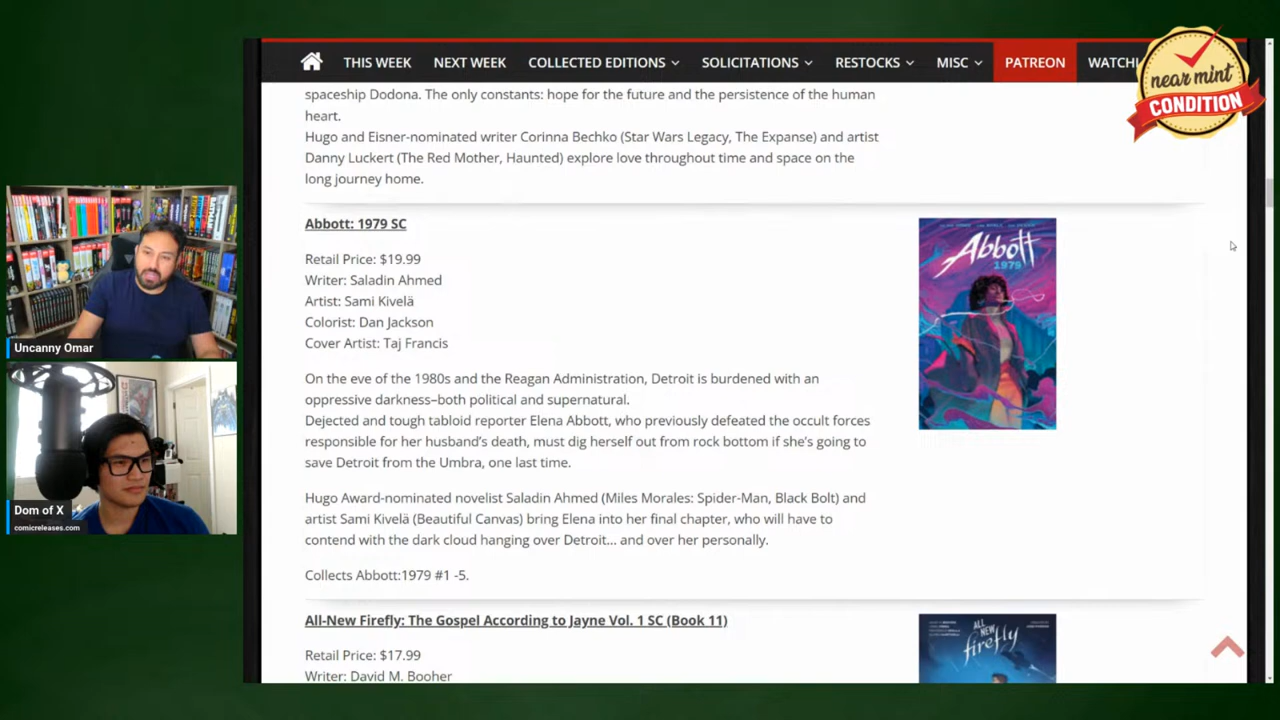 THIS WEEK NEXT WEEK COLLECTED EDITIONS SOLICITATIONS RESTOCKS MISC PATREON
near mint
CONDITION
spaceship Dodona. The only constants: hope for the future and the persistence of the human
heart.
Hugo and Eisner-nominated writer Corinna Bechko (Star Wars Legacy, The Expanse) and artist
Danny Luckert (The Red Mother, Haunted) explore love throughout time and space on the
long journey home.
Abbott: 1979 SC
Retail Price: $19.99
Writer: Saladin Ahmed
Artist: Sami Kivelä
Colorist: Dan Jackson
Cover Artist: Taj Francis
On the eve of the 1980s and the Reagan Administration, Detroit is burdened with an
oppressive darkness–both political and supernatural.
Dejected and tough tabloid reporter Elena Abbott, who previously defeated the occult forces
responsible for her husband's death, must dig herself out from rock bottom if she's going to
save Detroit from the Umbra, one last time.
Hugo Award-nominated novelist Saladin Ahmed (Miles Morales: Spider-Man, Black Bolt) and
artist Sami Kivelä (Beautiful Canvas) bring Elena into her final chapter, who will have to
contend with the dark cloud hanging over Detroit... and over her personally.
Collects Abbott:1979 #1 -5.
Abbott
1979
All-New Firefly: The Gospel According to Jayne Vol. 1 SC (Book 11)
Retail Price: $17.99
Writer: David M. Booher
ALL
NEW
firefly
Uncanny Omar
Dom of X
comicreleases.com